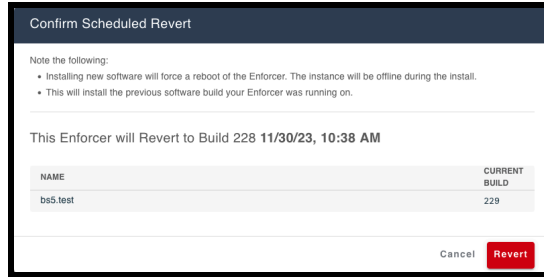 Confirm Scheduled Revert
Note the following:
• Installing new software will force a reboot of the Enforcer. The instance will be offline during the install.
• This will install the previous software build your Enforcer was running on.
This Enforcer will Revert to Build 228 11/30/23, 10:38 AM
NAME CURRENT
BUILD
bs5.test 229
Cancel Revert